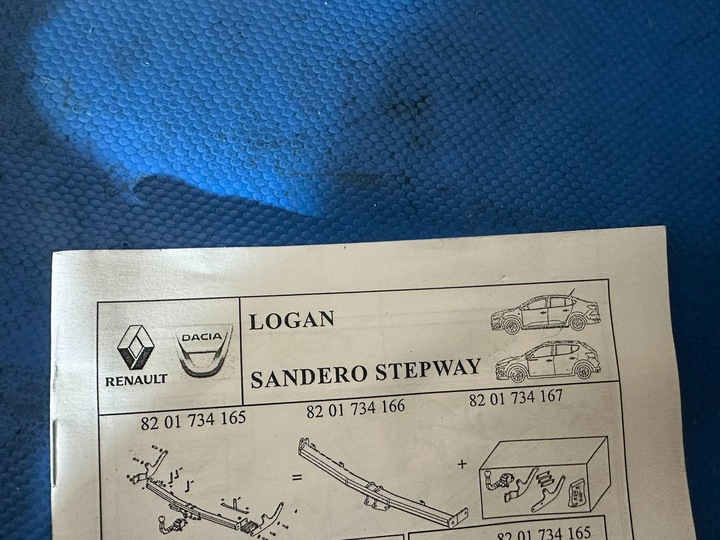 LOGAN
DACIA
RENAULT
SANDERO STEPWAY
82 01 734 165
82 01 734 166
82 01 734 167
=
+
82 01 734 165